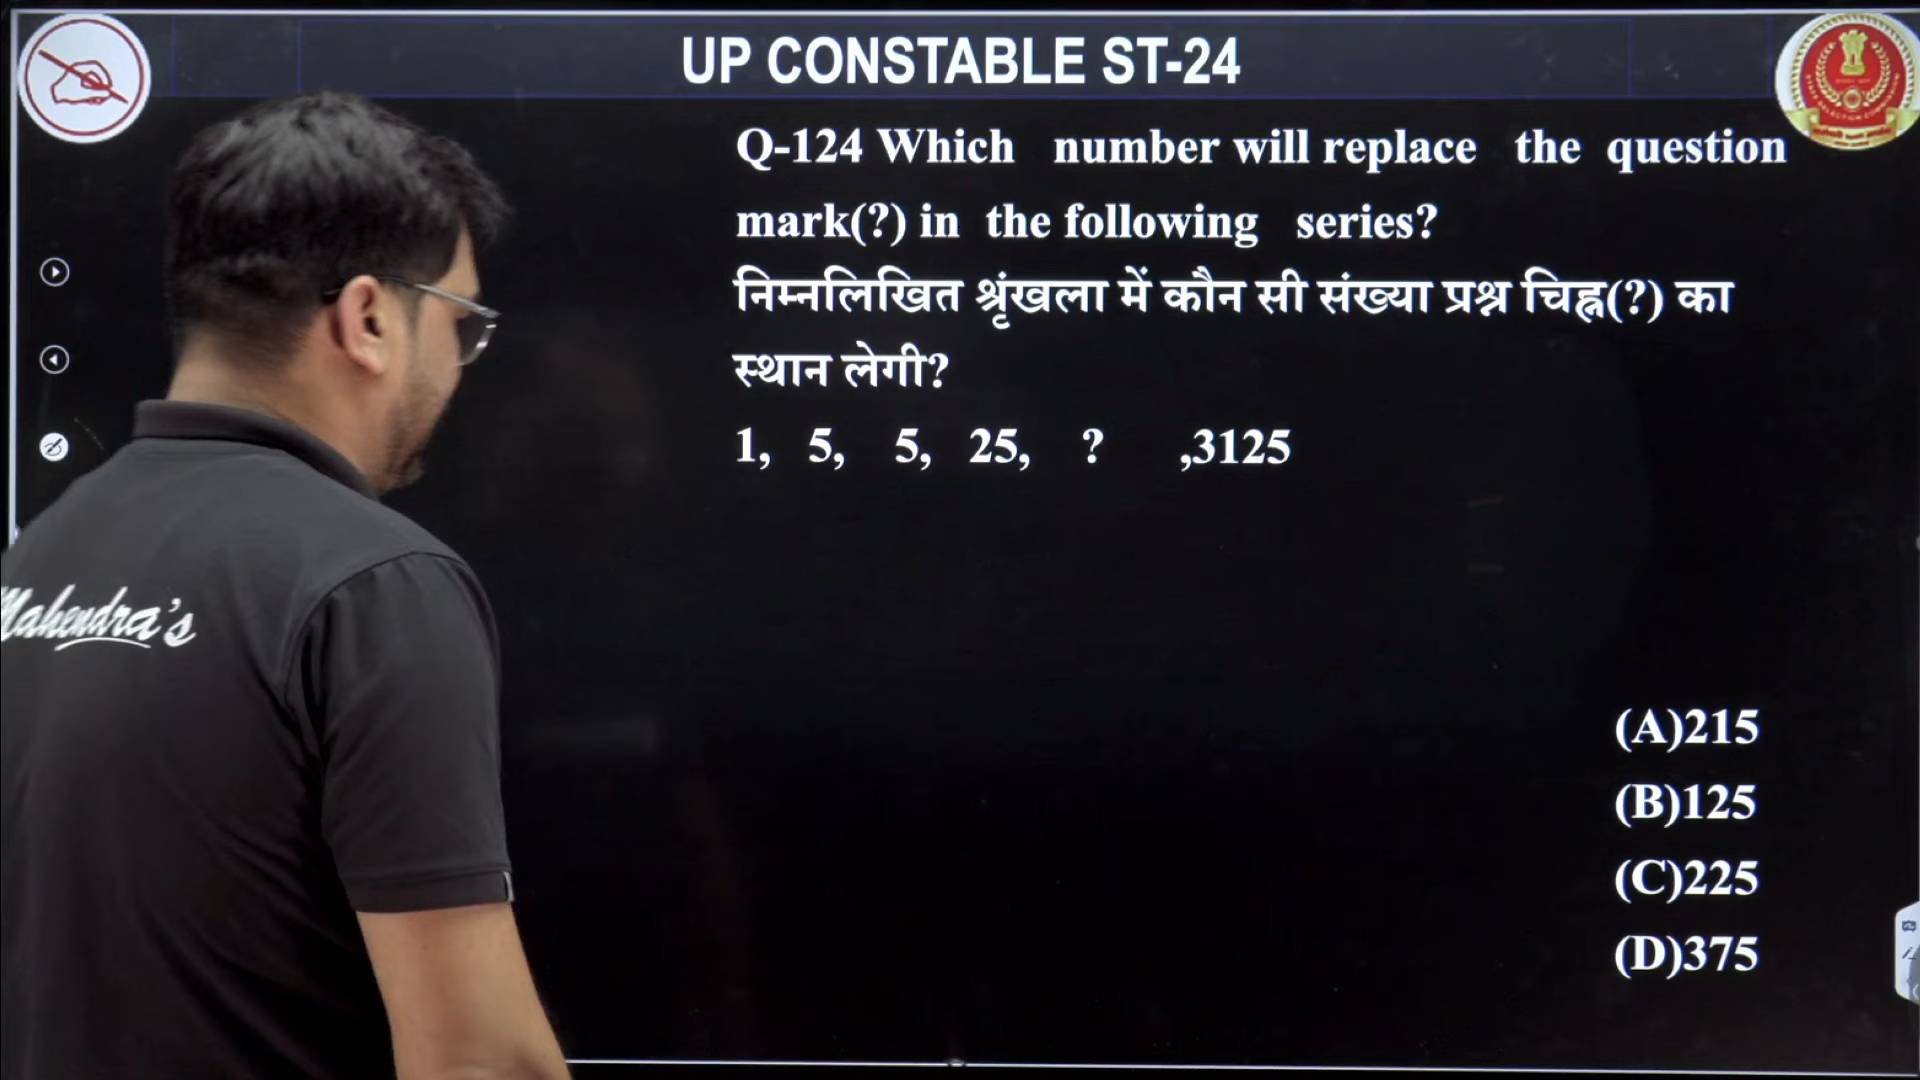 UP CONSTABLE ST-24
Q-124 Which number will replace the question
mark(?) in the following series?
निम्नलिखित श्रृंखला में कौन सी संख्या प्रश्न चिह्न(?) का
स्थान लेगी?
1, 5, 5, 25, ? ,3125
Mahendra's
(A)215
(B)125
(C)225
(D)375